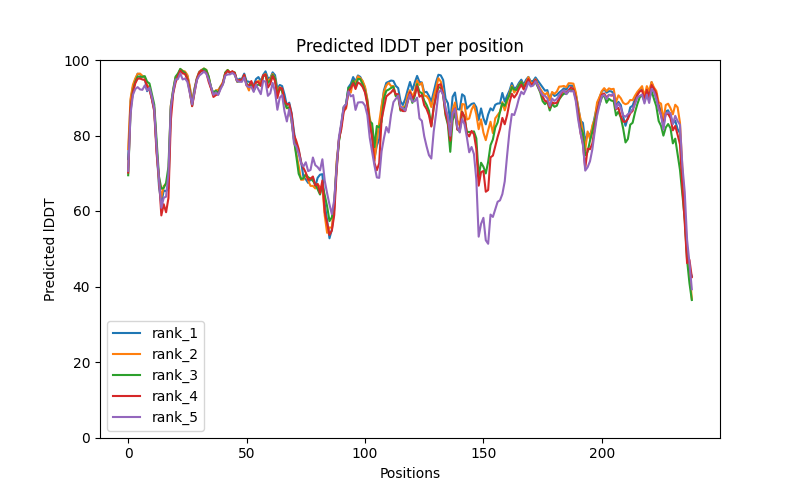 Predicted lDDT per position
Predicted lDDT
100
80
60
40
20
0
rank_1
rank_2
rank_3
rank_4
rank_5
0 50 100 150 200
Positions